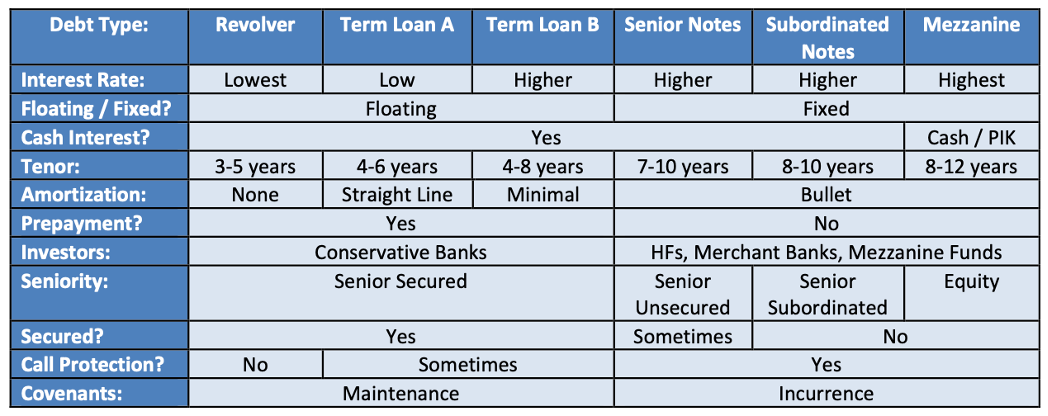 Debt Type: Revolver Term Loan A Term Loan B Senior Notes Subordinated Notes Mezzanine
Interest Rate: Lowest Low Higher Higher Higher Highest
Floating / Fixed? Floating Fixed
Cash Interest? Yes Cash / PIK
Tenor: 3-5 years 4-6 years 4-8 years 7-10 years 8-10 years 8-12 years
Amortization: None Straight Line Minimal Bullet
Prepayment? Yes No
Investors: Conservative Banks HFs, Merchant Banks, Mezzanine Funds
Seniority: Senior Secured Senior Unsecured Senior Subordinated Equity
Secured? Yes Sometimes No
Call Protection? No Sometimes Yes
Covenants: Maintenance Incurrence